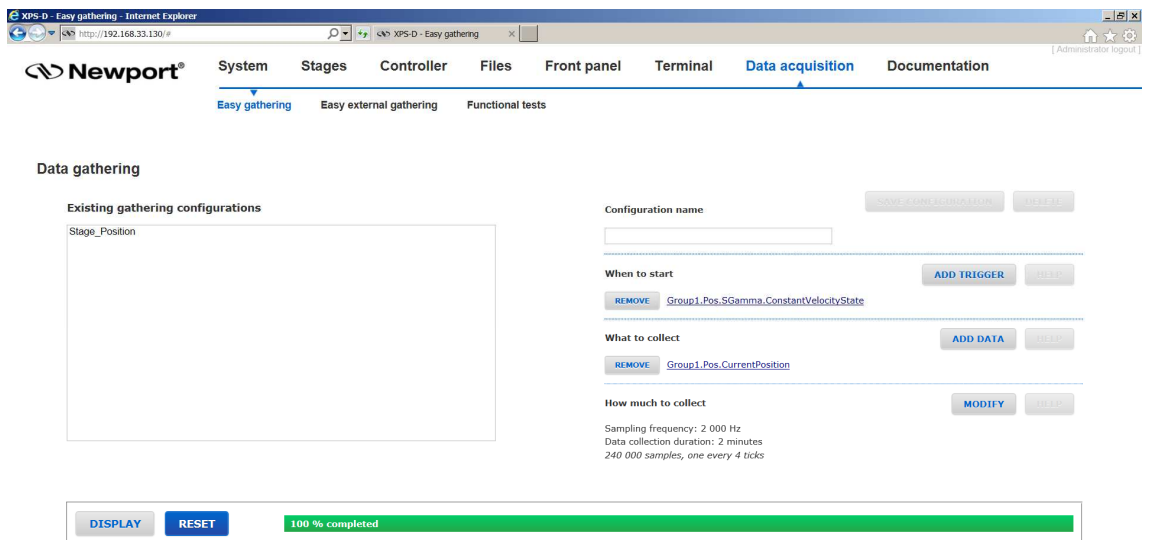 XPS-D - Easy gathering - Internet Explorer
http://192.168.33.130/#
XPS-D - Easy gathering
[ Administrator logout ]
Newport®
System Stages Controller Files Front panel Terminal Data acquisition Documentation
Easy gathering Easy external gathering Functional tests
Data gathering
Existing gathering configurations
Stage_Position
SAVE CONFIGURATION DELETE
Configuration name
When to start ADD TRIGGER HELP
REMOVE Group1.Pos.SGamma.ConstantVelocityState
What to collect ADD DATA HELP
REMOVE Group1.Pos.CurrentPosition
How much to collect MODIFY HELP
Sampling frequency: 2 000 Hz
Data collection duration: 2 minutes
240 000 samples, one every 4 ticks
DISPLAY RESET 100 % completed